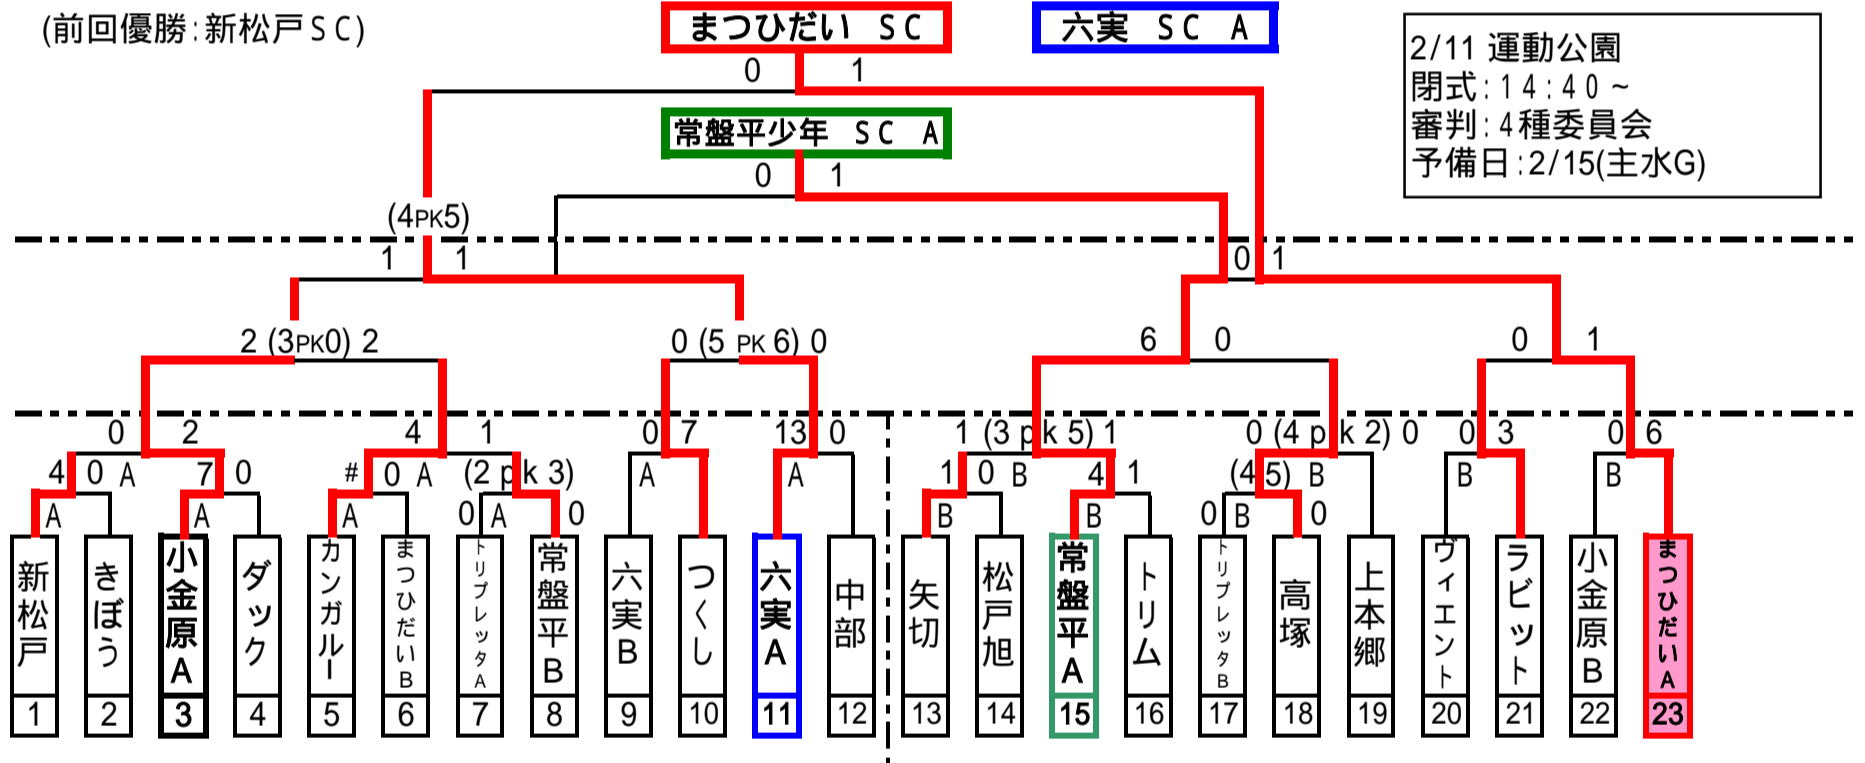 (前回優勝:新松戸SC)
まつひだい SC
六実 SC A
2/11 運動公園
閉式:14:40~
審判:4種委員会
予備日:2/15(主水G)
0 1
常盤平少年 SC A
0 1
(4PK5)
1 1
0 1
2 (3PK0) 2
0 (5 PK 6) 0
6 0
0 1
0 2
4 1
0 7
13 0
1 (3 pk 5) 1
0 (4 pk 2) 0
0 3
0 6
4 0 A
7 0
# 0 A
(2 pk 3)
A
A
1 0 B
4 1
(4 5) B
B
B
A
A
A
0 A 0
B
B
0 B 0
新松戸
きぼう
小金原A
ダック
カンガルー
まつひだいB
トリプレッタA
常盤平B
六実B
つくし
六実A
中部
矢切
松戸旭
常盤平A
トリム
トリプレッタB
高塚
上本郷
ヴィエント
ラビット
小金原B
まつひだいA
1 2 3 4 5 6 7 8 9 10 11 12 13 14 15 16 17 18 19 20 21 22 23